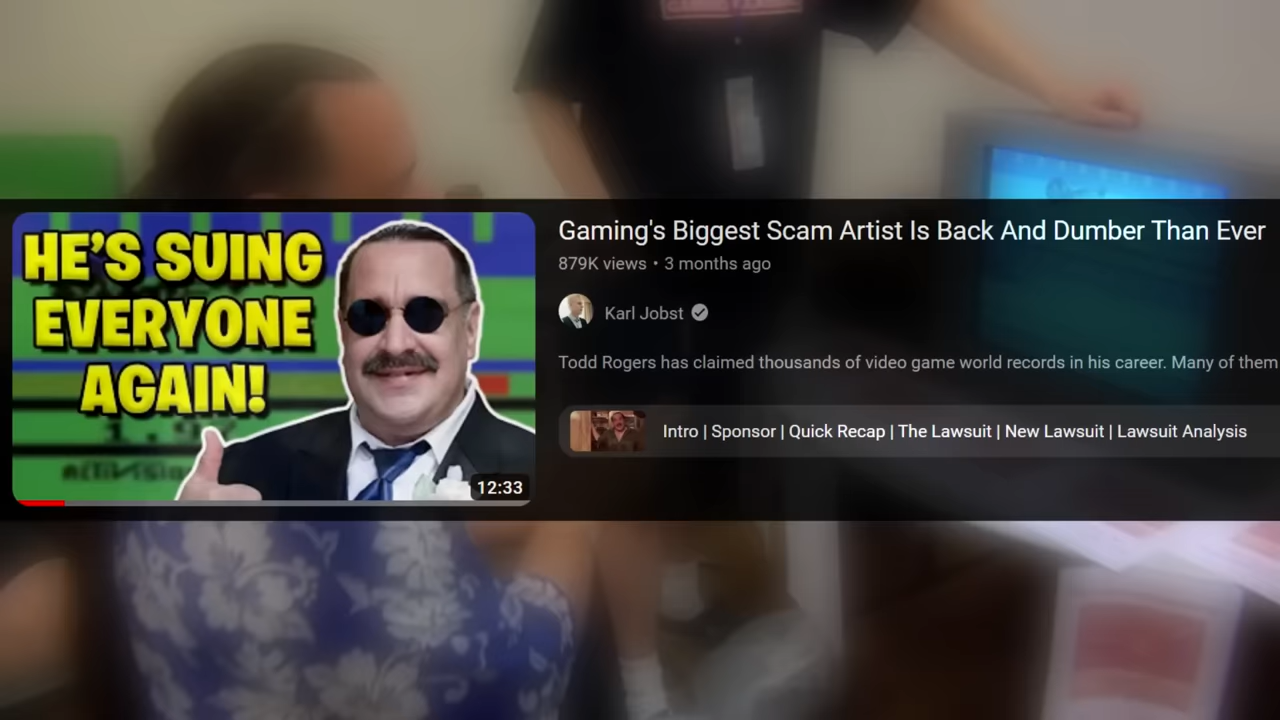 HE'S SUING
EVERYONE
AGAIN!
12:33
Gaming's Biggest Scam Artist Is Back And Dumber Than Ever
879K views • 3 months ago
Karl Jobst
Todd Rogers has claimed thousands of video game world records in his career. Many of them
Intro | Sponsor | Quick Recap | The Lawsuit | New Lawsuit | Lawsuit Analysis